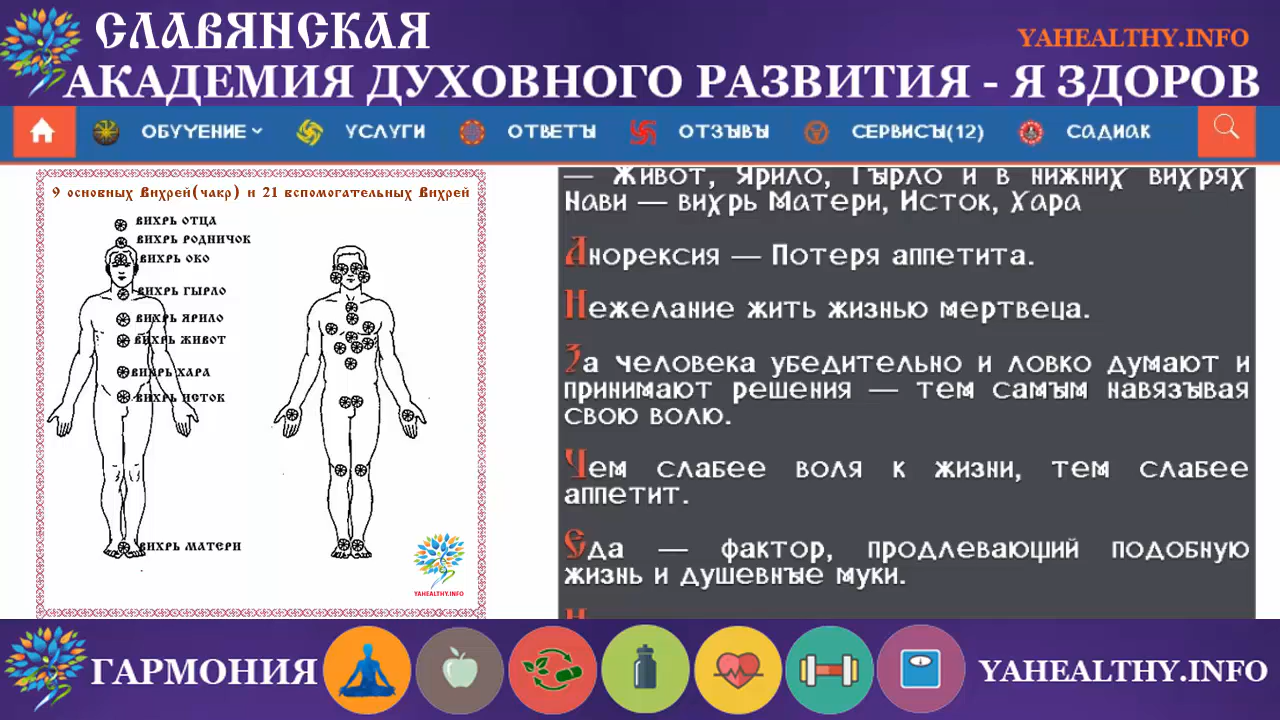 СЛАВЯНСКАЯ
YAHEALTHY.INFO
АКАДЕМИЯ ДУХОВНОГО РАЗВИТИЯ - Я ЗДОРОВ
ОБУЧЕНИЕ УСЛУГИ ОТВЕТЫ ОТЗЫВЫ СЕРВИСЫ(12) САДИАК
9 основных Вихрей(чакр) и 21 вспомогательных Вихрей
ВИХРЬ ОТЦА
ВИХРЬ РОДНИЧОК
ВИХРЬ ОКО
ВИХРЬ ГЫРЛО
ВИХРЬ ЯРИЛО
ВИХРЬ ЖИВОТ
ВИХРЬ ХАРА
ВИХРЬ ИСТОК
ВИХРЬ МАТЕРИ
YAHEALTHY.INFO
— Живот, Ярило, Гырло и в нижних вихрях
Нави — вихрь Матери, Исток, Хара
Анорексия — Потеря аппетита.
Нежелание жить жизнью мертвеца.
За человека убедительно и ловко думают и
принимают решения — тем самым навязывая
свою волю.
Чем слабее воля к жизни, тем слабее
аппетит.
Еда — фактор, продлевающий подобную
жизнь и душевные муки.
ГАРМОНИЯ
YAHEALTHY.INFO